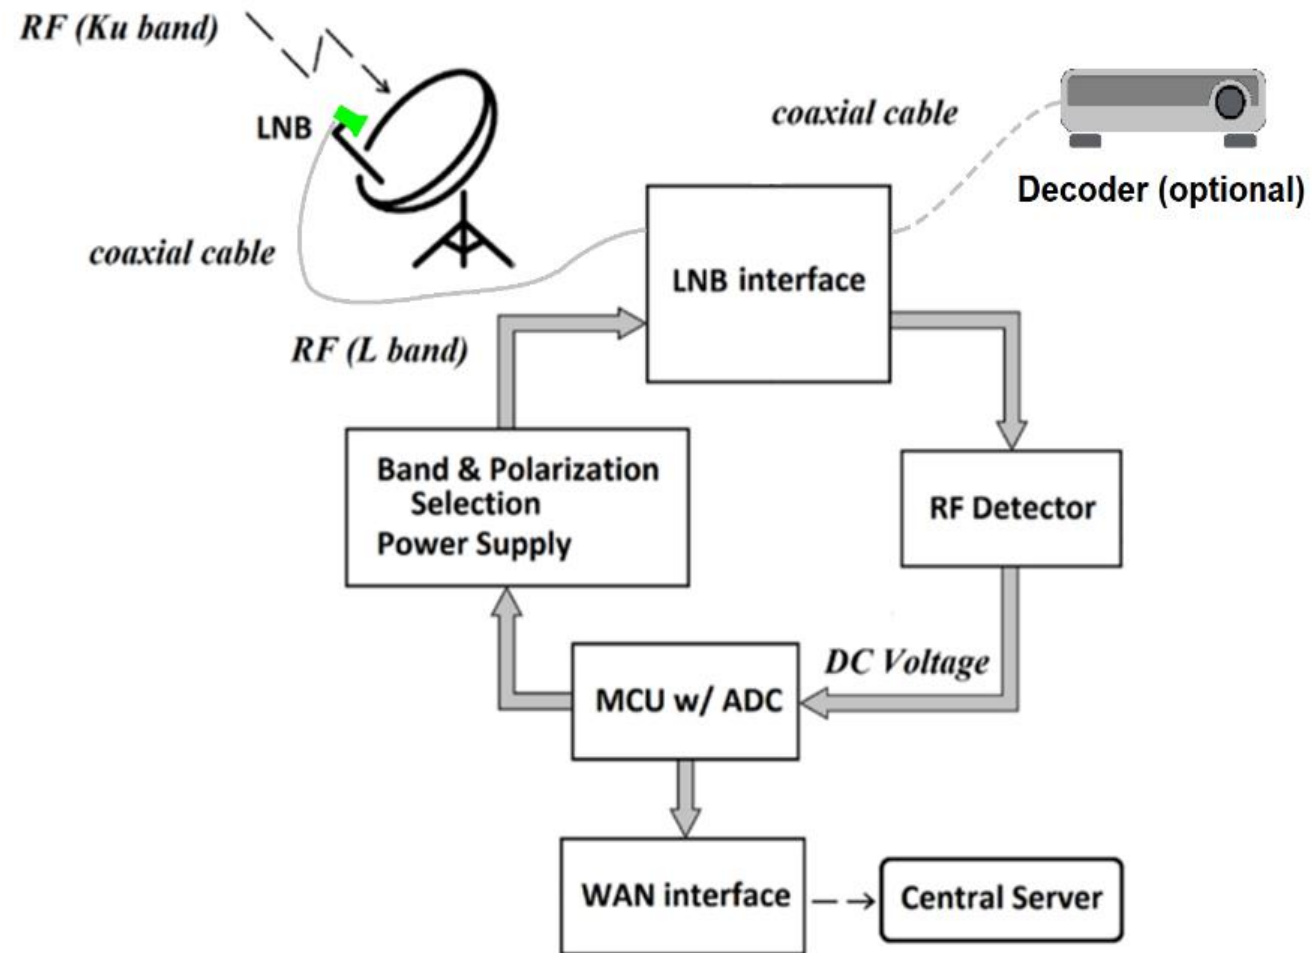 RF (Ku band)
LNB
coaxial cable
coaxial cable
Decoder (optional)
LNB interface
RF (L band)
Band & Polarization
Selection
Power Supply
RF Detector
MCU w/ ADC
DC Voltage
WAN interface
Central Server